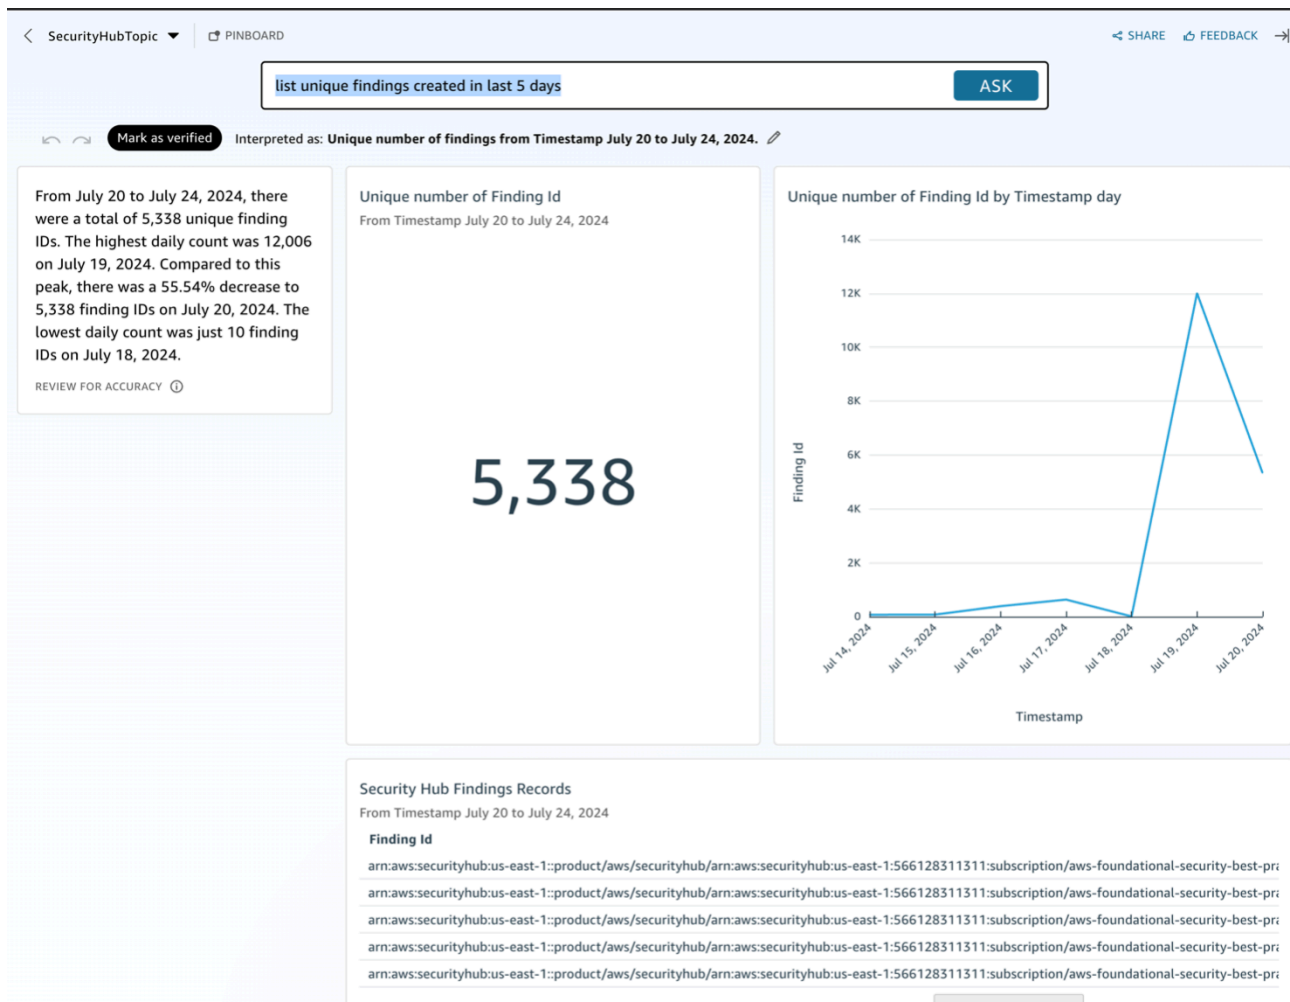 SecurityHubTopic
PINBOARD
SHARE
FEEDBACK
list unique findings created in last 5 days
ASK
Mark as verified
Interpreted as: Unique number of findings from Timestamp July 20 to July 24, 2024.
From July 20 to July 24, 2024, there
were a total of 5,338 unique finding
IDs. The highest daily count was 12,006
on July 19, 2024. Compared to this
peak, there was a 55.54% decrease to
5,338 finding IDs on July 20, 2024. The
lowest daily count was just 10 finding
IDs on July 18, 2024.
REVIEW FOR ACCURACY
Unique number of Finding Id
From Timestamp July 20 to July 24, 2024
5,338
Unique number of Finding Id by Timestamp day
14K
12K
10K
8K
6K
4K
2K
0
Finding Id
Jul 14, 2024
Jul 15, 2024
Jul 16, 2024
Jul 17, 2024
Jul 18, 2024
Jul 19, 2024
Jul 20, 2024
Timestamp
Security Hub Findings Records
From Timestamp July 20 to July 24, 2024
Finding Id
arn:aws:securityhub:us-east-1::product/aws/securityhub/arn:aws:securityhub:us-east-1:566128311311:subscription/aws-foundational-security-best-pra
arn:aws:securityhub:us-east-1::product/aws/securityhub/arn:aws:securityhub:us-east-1:566128311311:subscription/aws-foundational-security-best-pra
arn:aws:securityhub:us-east-1::product/aws/securityhub/arn:aws:securityhub:us-east-1:566128311311:subscription/aws-foundational-security-best-pra
arn:aws:securityhub:us-east-1::product/aws/securityhub/arn:aws:securityhub:us-east-1:566128311311:subscription/aws-foundational-security-best-pra
arn:aws:securityhub:us-east-1::product/aws/securityhub/arn:aws:securityhub:us-east-1:566128311311:subscription/aws-foundational-security-best-pra